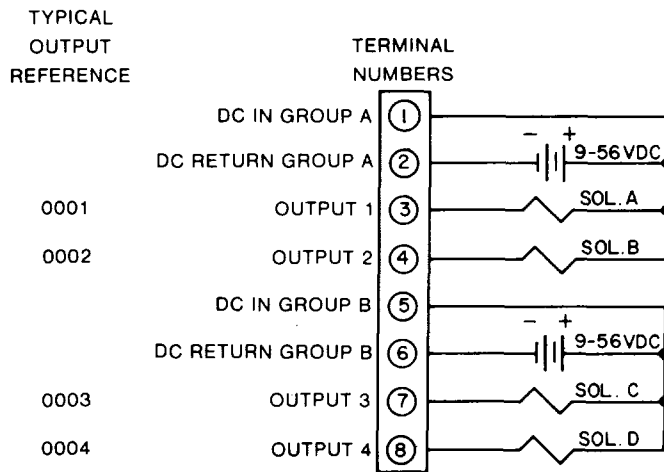 TYPICAL
OUTPUT
REFERENCE
TERMINAL
NUMBERS
DC IN GROUP A 1
DC RETURN GROUP A 2 - + 9-56VDC
0001 OUTPUT 1 3 SOL. A
0002 OUTPUT 2 4 SOL. B
DC IN GROUP B 5
DC RETURN GROUP B 6 - + 9-56VDC
0003 OUTPUT 3 7 SOL. C
0004 OUTPUT 4 8 SOL. D